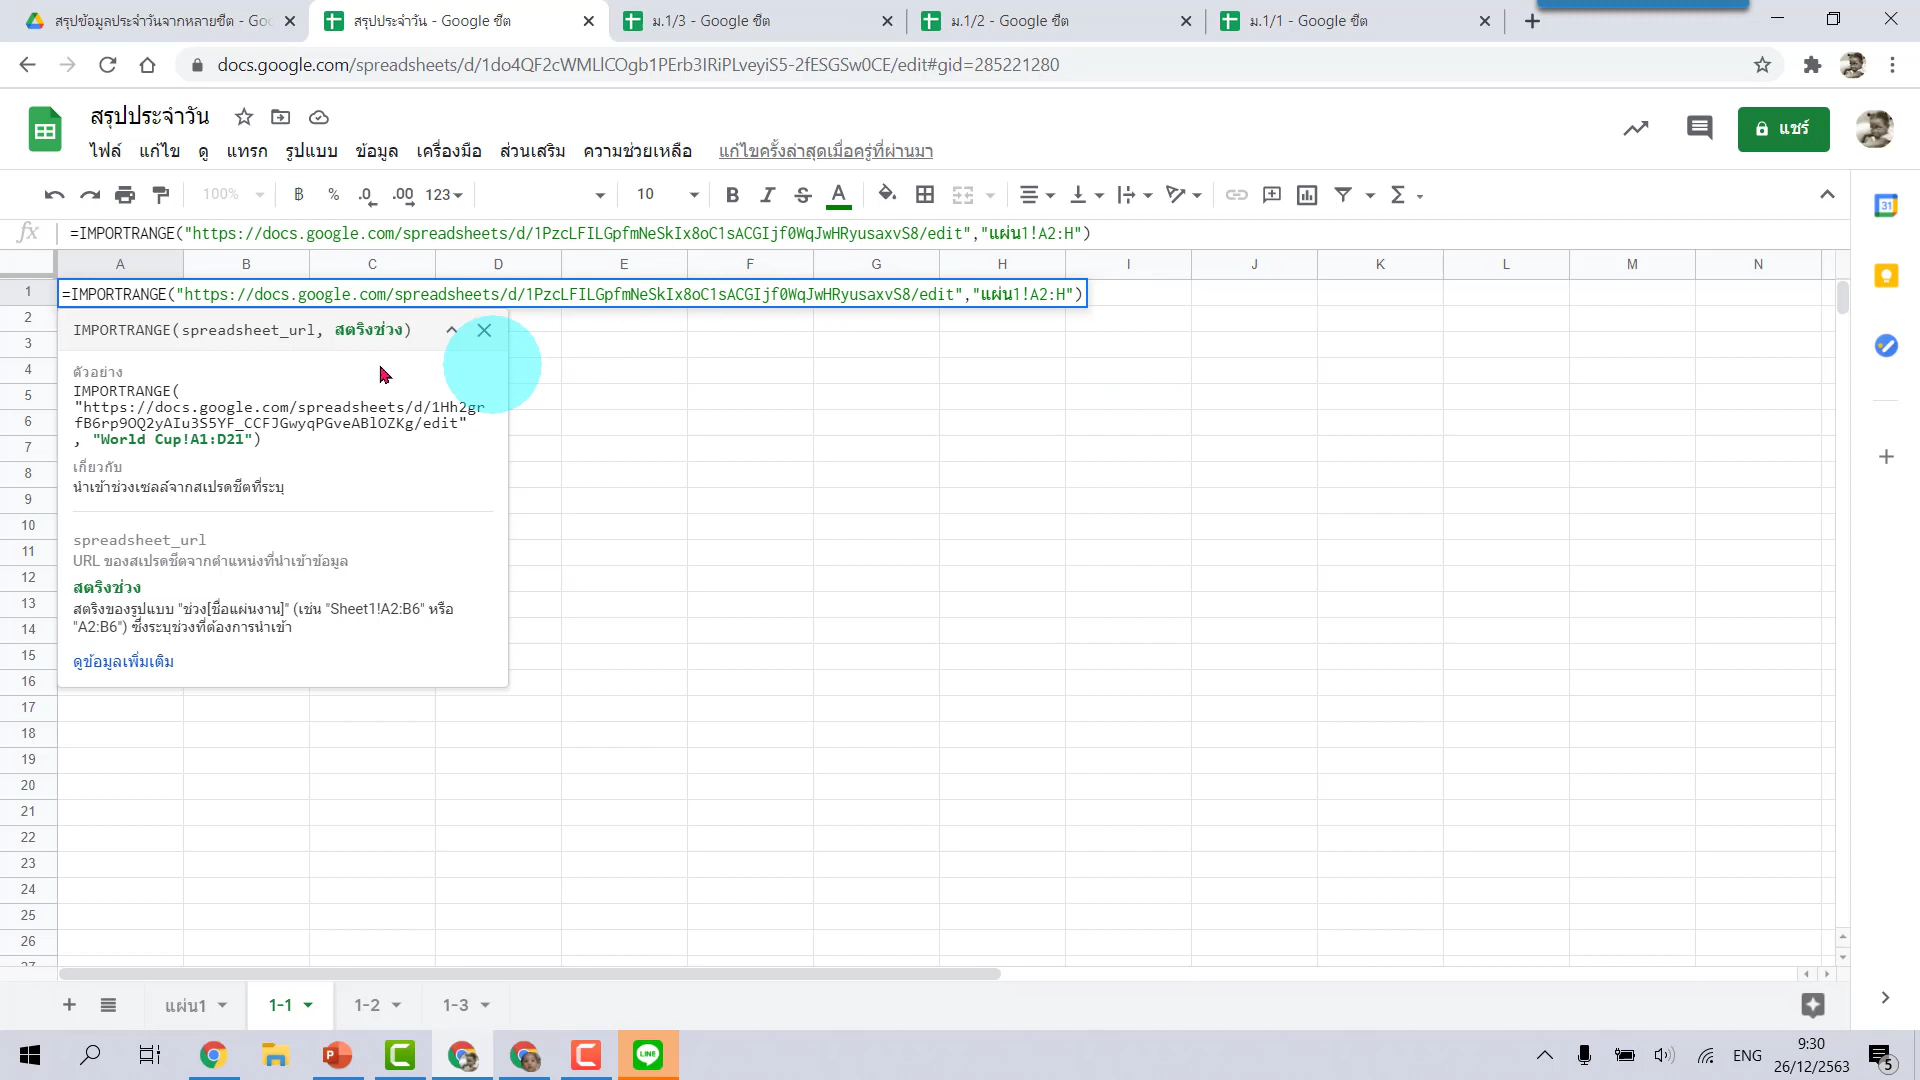 สรุปข้อมูลประจำวันจากหลายชีต - Goo
สรุปประจำวัน - Google ชีต
ม.1/3 - Google ชีต
ม.1/2 - Google ชีต
ม.1/1 - Google ชีต
docs.google.com/spreadsheets/d/1do4QF2cWMLlCOgb1PErb3IRiPLveyiS5-2fESGSw0CE/edit#gid=285221280
สรุปประจำวัน
ไฟล์ แก้ไข ดู แทรก รูปแบบ ข้อมูล เครื่องมือ ส่วนเสริม ความช่วยเหลือ แก้ไขครั้งล่าสุดเมื่อครู่ที่ผ่านมา
แชร์
100% ฿ % .0 .00 123 10 B I S A Σ
31
fx =IMPORTRANGE("https://docs.google.com/spreadsheets/d/1PzcLFILGpfmNeSkIx8oC1sACGIjf0WqJwHRyusaxvS8/edit","แผ่น1!A2:H")
A B C D E F G H I J K L M N
1 =IMPORTRANGE("https://docs.google.com/spreadsheets/d/1PzcLFILGpfmNeSkIx8oC1sACGIjf0WqJwHRyusaxvS8/edit","แผ่น1!A2:H")
2
3
4
5
6
7
8
9
10
11
12
13
14
15
16
17
18
19
20
21
22
23
24
25
26
27
IMPORTRANGE(spreadsheet_url, สตริงช่วง)
ตัวอย่าง
IMPORTRANGE(
"https://docs.google.com/spreadsheets/d/1Hh2gr
fB6rp9OQ2yAIu3S5YF_CCFJGwyqPGveABlOZKg/edit"
, "World Cup!A1:D21")
เกี่ยวกับ
นำเข้าช่วงเซลล์จากสเปรดชีตที่ระบุ
spreadsheet_url
URL ของสเปรดชีตจากตำแหน่งที่นำเข้าข้อมูล
สตริงช่วง
สตริงของรูปแบบ "ช่วง[ชื่อแผ่นงาน]" (เช่น "Sheet1!A2:B6" หรือ
"A2:B6") ซึ่งระบุช่วงที่ต้องการนำเข้า
ดูข้อมูลเพิ่มเติม
แผ่น1 1-1 1-2 1-3
P
C
C
LINE
ENG
9:30
26/12/2563
5